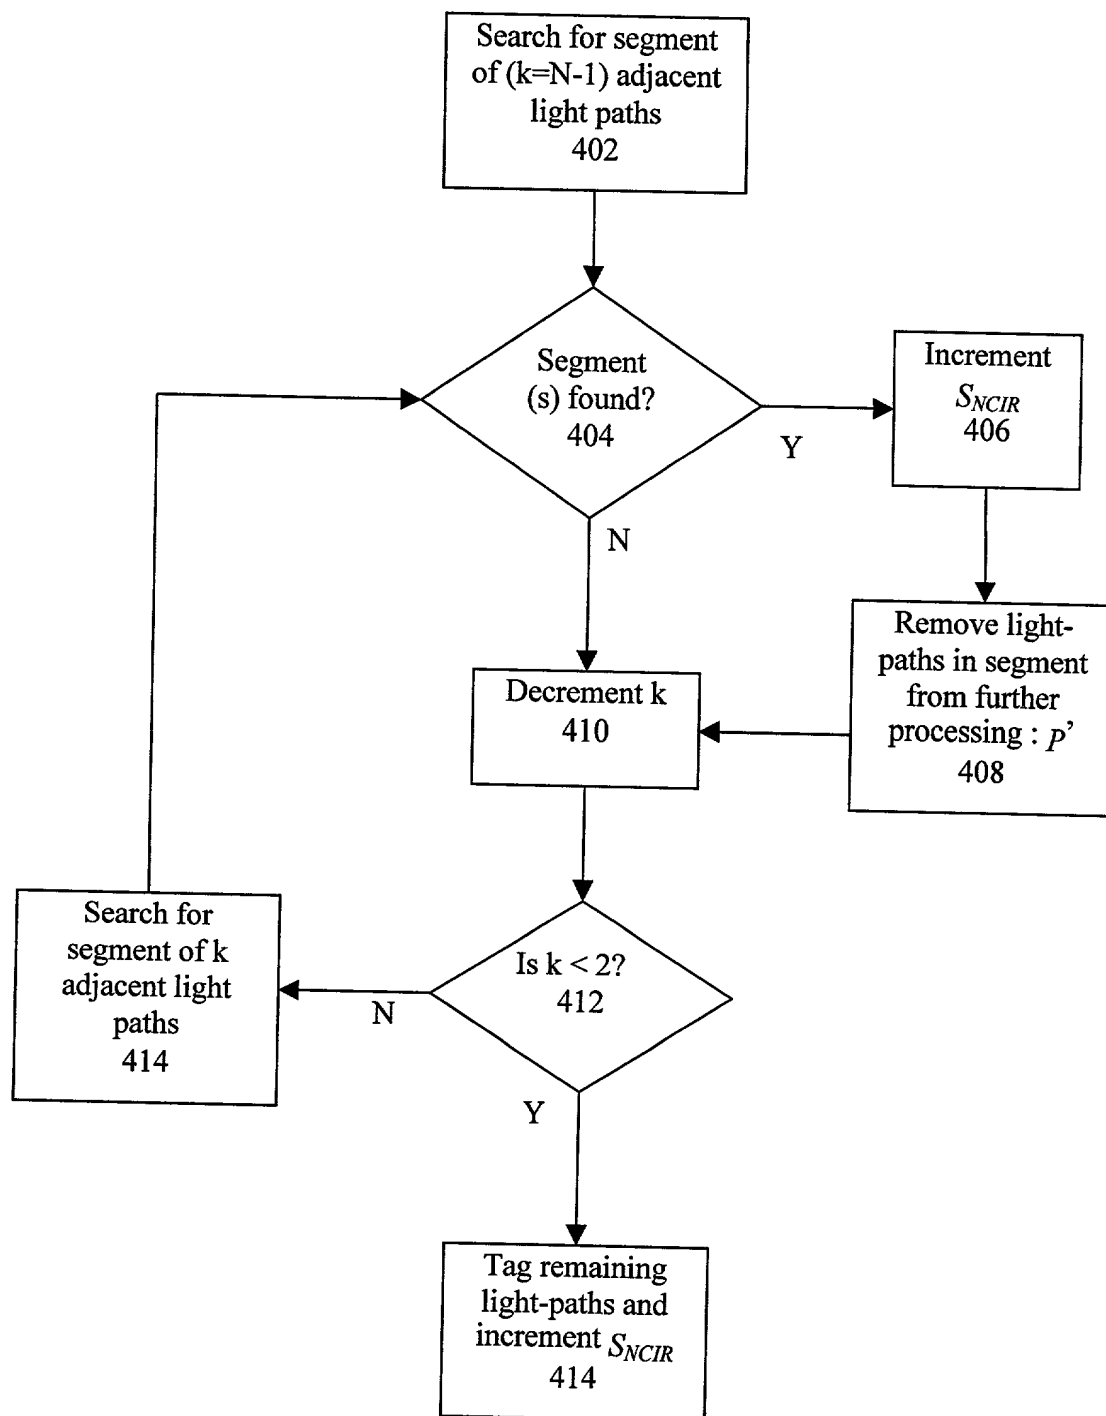 Search for segment
of (k=N-1) adjacent
light paths
402
Segment
(s) found?
404
Y
N
Increment
S_NCIR
406
Remove light-
paths in segment
from further
processing : P'
408
Decrement k
410
Is k < 2?
412
N
Y
Search for
segment of k
adjacent light
paths
414
Tag remaining
light-paths and
increment S_NCIR
414